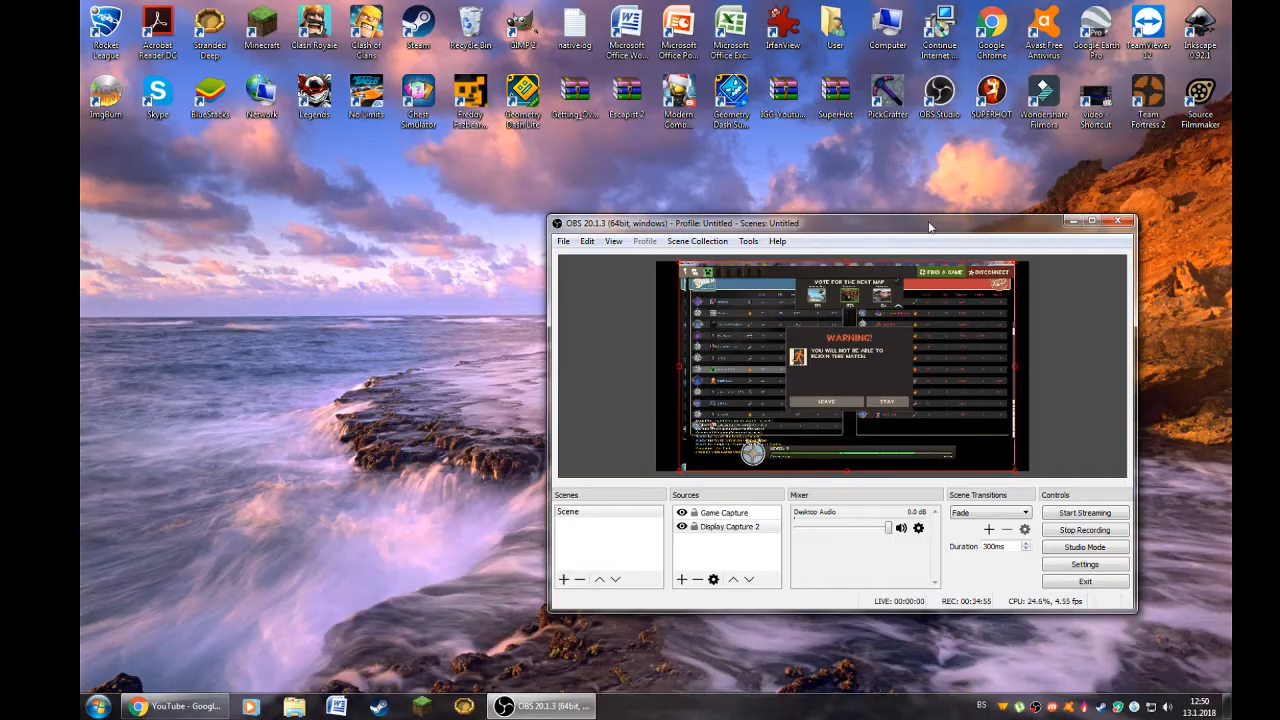 Rocket
League
Acrobat
Reader DC
Stranded
Deep
Minecraft
Clash Royale
Clash of
Clans
Steam
Recycle Bin
GIMP 2
nativelog
Microsoft
Office Wo...
Microsoft
Office Po...
Microsoft
Office Exc...
IrfanView
User
Computer
Continue
Internet ...
Google
Chrome
Avast Free
Antivirus
Google Earth
Pro
TeamViewer
12
Inkscape
0.92.1
ImgBurn
Skype
BlueStacks
Network
Legends
No Limits
Chest
Simulator
Freddy
Fazbear...
Geometry
Dash Lite
Getting_Ov...
Escapist 2
Modern
Comb...
Geometry
Dash Su...
IGG-Youtu...
SuperHot
PickCrafter
OBS Studio
SUPERHOT
Wondershare
Filmora
video -
Shortcut
Team
Fortress 2
Source
Filmmaker
OBS 20.1.3 (64bit, windows) - Profile: Untitled - Scenes: Untitled
File Edit View Profile Scene Collection Tools Help
FIND A GAME DISCONNECT
VOTE FOR THE NEXT MAP
WARNING!
YOU WILL NOT BE ABLE TO
REJOIN THIS MATCH.
LEAVE STAY
Scenes Sources Mixer Scene Transitions Controls
Scene
Game Capture
Display Capture 2
Desktop Audio 0.0 dB
Fade
Duration 300ms
Start Streaming
Stop Recording
Studio Mode
Settings
Exit
LIVE: 00:00:00 REC: 00:34:55 CPU: 24.6%, 4.55 fps
YouTube - Googl...
OBS 20.1.3 (64bit, ...
BS
12:50
13.1.2018